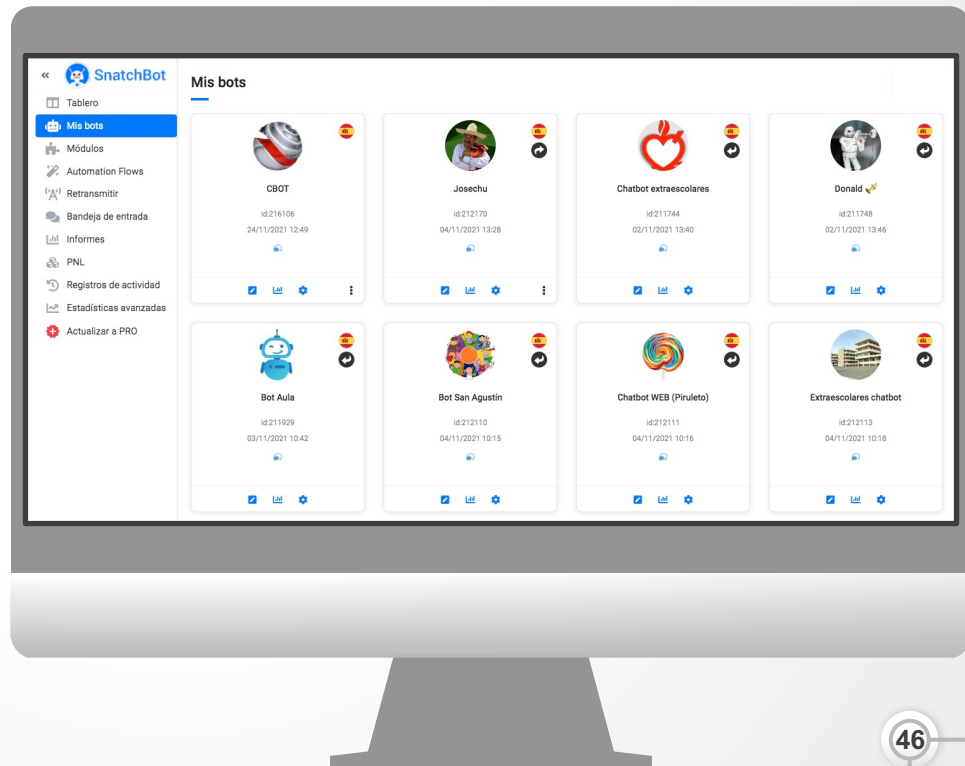 SnatchBot
Tablero
Mis bots
Módulos
Automation Flows
Retransmitir
Bandeja de entrada
Informes
PNL
Registros de actividad
Estadísticas avanzadas
Actualizar a PRO
Mis bots
CBOT
id:216106
24/11/2021 12:49
Josechu
id:212170
04/11/2021 13:28
Chatbot extraescolares
id:211744
02/11/2021 13:40
Donald 🎺
id:211748
02/11/2021 13:46
Bot Aula
id:211929
03/11/2021 10:42
Bot San Agustín
id:212110
04/11/2021 10:15
Chatbot WEB (Piruleto)
id:212111
04/11/2021 10:16
Extraescolares chatbot
id:212113
04/11/2021 10:18
46